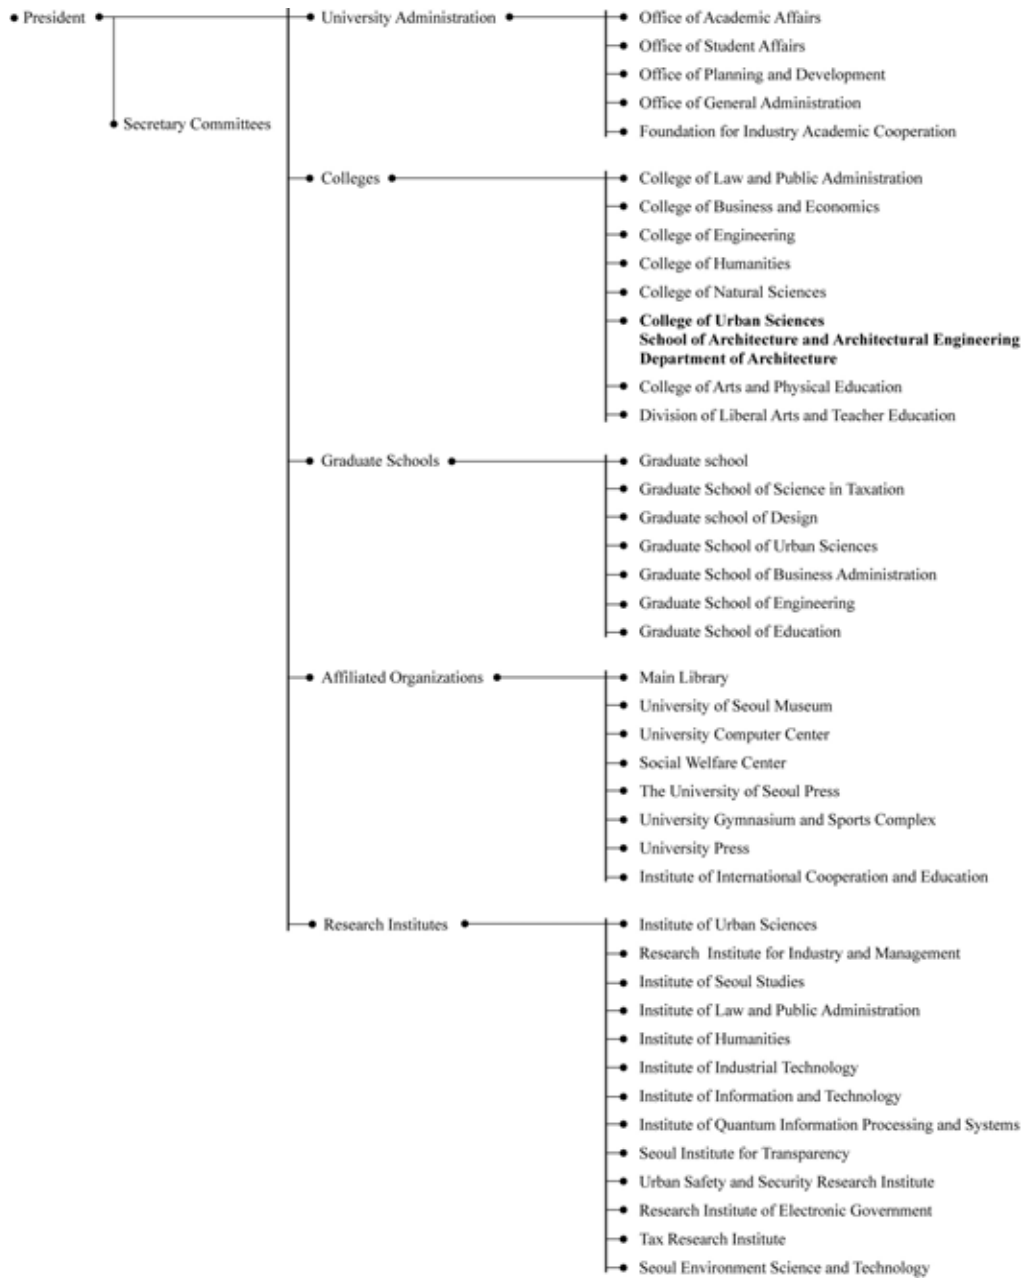 President
Secretary Committees
University Administration
Office of Academic Affairs
Office of Student Affairs
Office of Planning and Development
Office of General Administration
Foundation for Industry Academic Cooperation
Colleges
College of Law and Public Administration
College of Business and Economics
College of Engineering
College of Humanities
College of Natural Sciences
College of Urban Sciences
School of Architecture and Architectural Engineering
Department of Architecture
College of Arts and Physical Education
Division of Liberal Arts and Teacher Education
Graduate Schools
Graduate school
Graduate School of Science in Taxation
Graduate school of Design
Graduate School of Urban Sciences
Graduate School of Business Administration
Graduate School of Engineering
Graduate School of Education
Affiliated Organizations
Main Library
University of Seoul Museum
University Computer Center
Social Welfare Center
The University of Seoul Press
University Gymnasium and Sports Complex
University Press
Institute of International Cooperation and Education
Research Institutes
Institute of Urban Sciences
Research Institute for Industry and Management
Institute of Seoul Studies
Institute of Law and Public Administration
Institute of Humanities
Institute of Industrial Technology
Institute of Information and Technology
Institute of Quantum Information Processing and Systems
Seoul Institute for Transparency
Urban Safety and Security Research Institute
Research Institute of Electronic Government
Tax Research Institute
Seoul Environment Science and Technology